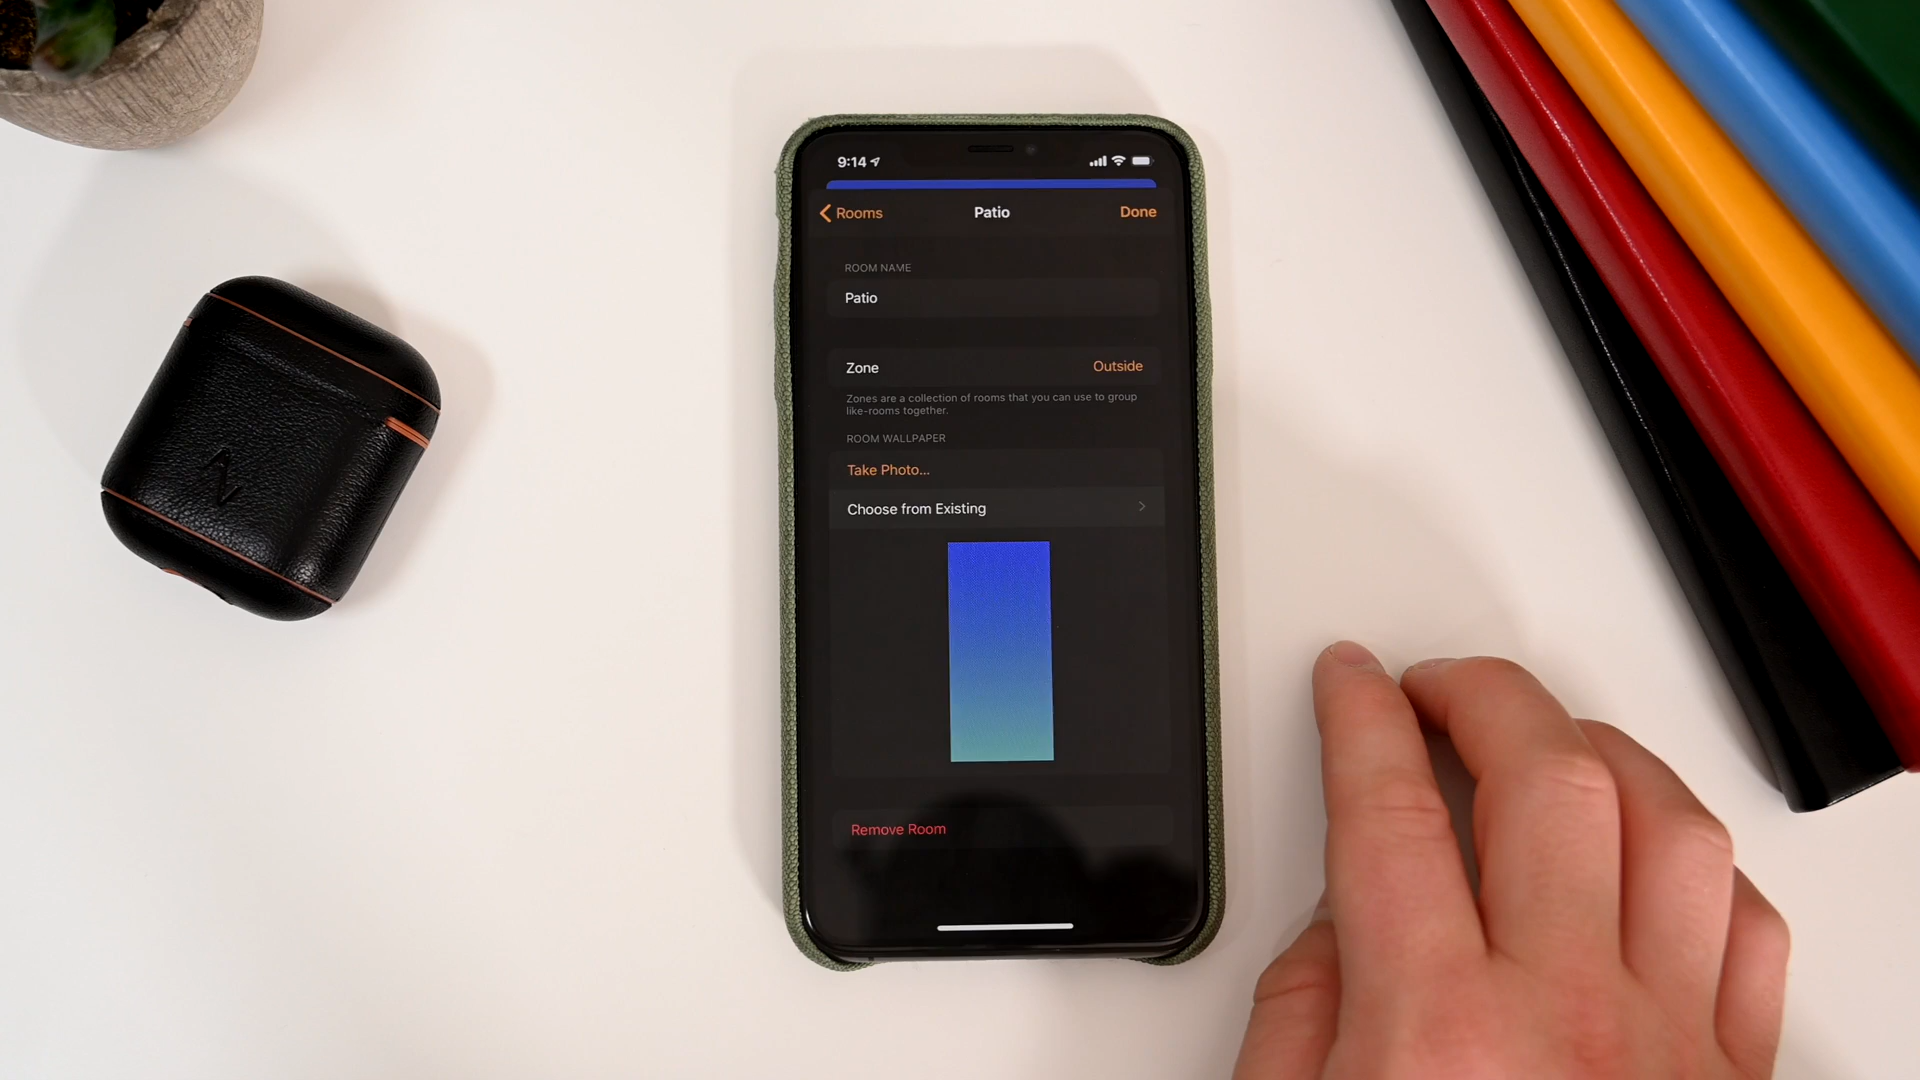 9:14
Rooms
Patio
Done
ROOM NAME
Patio
Zone
Outside
Zones are a collection of rooms that you can use to group
like-rooms together.
ROOM WALLPAPER
Take Photo...
Choose from Existing
Remove Room